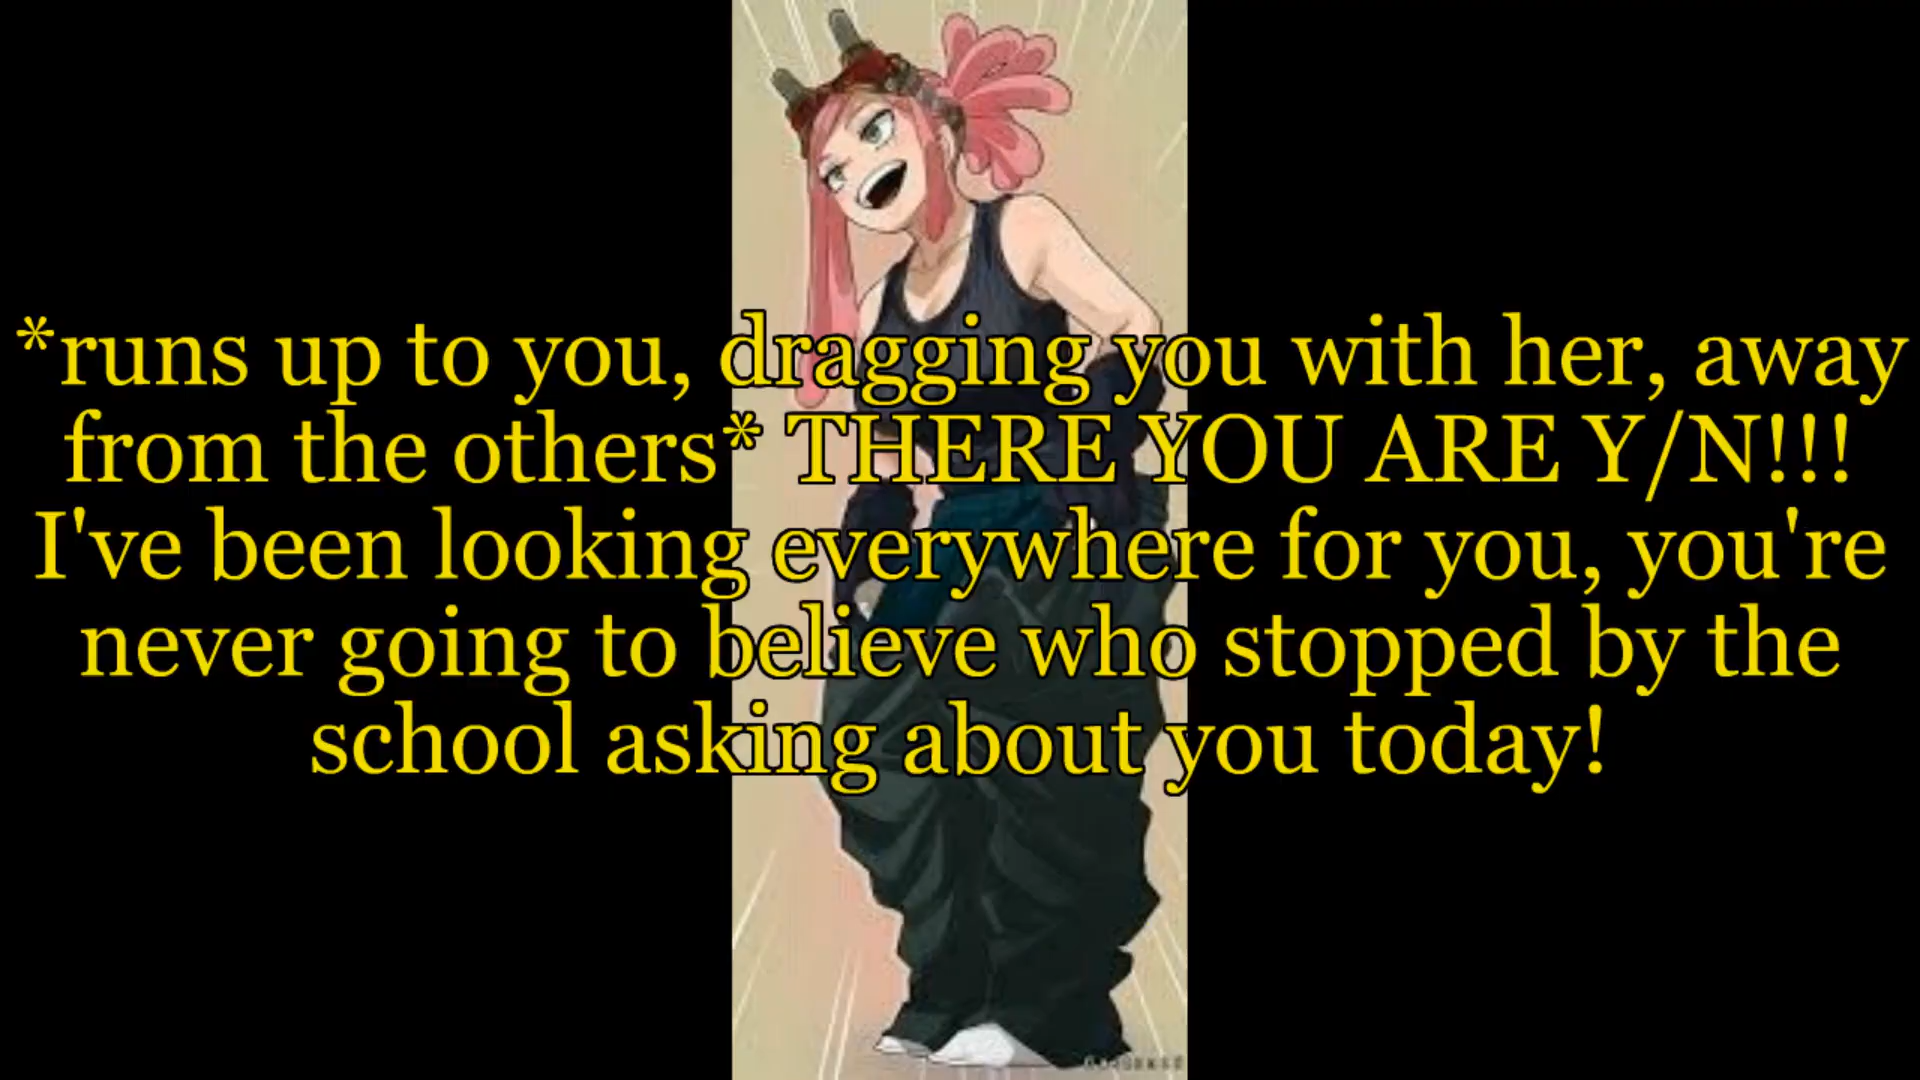 *runs up to you, dragging you with her, away
from the others* THERE YOU ARE Y/N!!!
I've been looking everywhere for you, you're
never going to believe who stopped by the
school asking about you today!